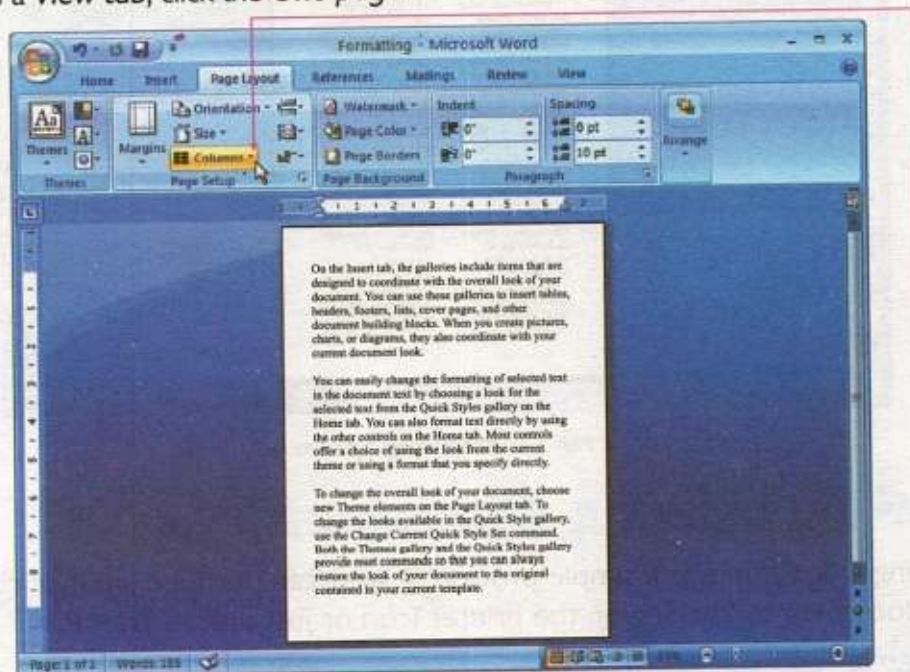 a View tab, click the One pag
Formatting - Microsoft Word
Home Insert Page Layout References Mailings Review View
Orientation Watermark Indent Spacing
Themes Margins Size Page Color 0" 0 pt Arrange
Columns Page Borders 0" 10 pt
Themes Page Setup Page Background Paragraph
1 1 2 3 4 5 6 7
On the Insert tab, the galleries include items that are
designed to coordinate with the overall look of your
document. You can use these galleries to insert tables,
headers, footers, lists, cover pages, and other
document building blocks. When you create pictures,
charts, or diagrams, they also coordinate with your
current document look.
You can easily change the formatting of selected text
in the document text by choosing a look for the
selected text from the Quick Styles gallery on the
Home tab. You can also format text directly by using
the other controls on the Home tab. Most controls
offer a choice of using the look from the current
theme or using a format that you specify directly.
To change the overall look of your document, choose
new Theme elements on the Page Layout tab. To
change the looks available in the Quick Style gallery,
use the Change Current Quick Style Set command.
Both the Themes gallery and the Quick Styles gallery
provide reset commands so that you can always
restore the look of your document to the original
contained in your current template.
Page: 1 of 1 Words: